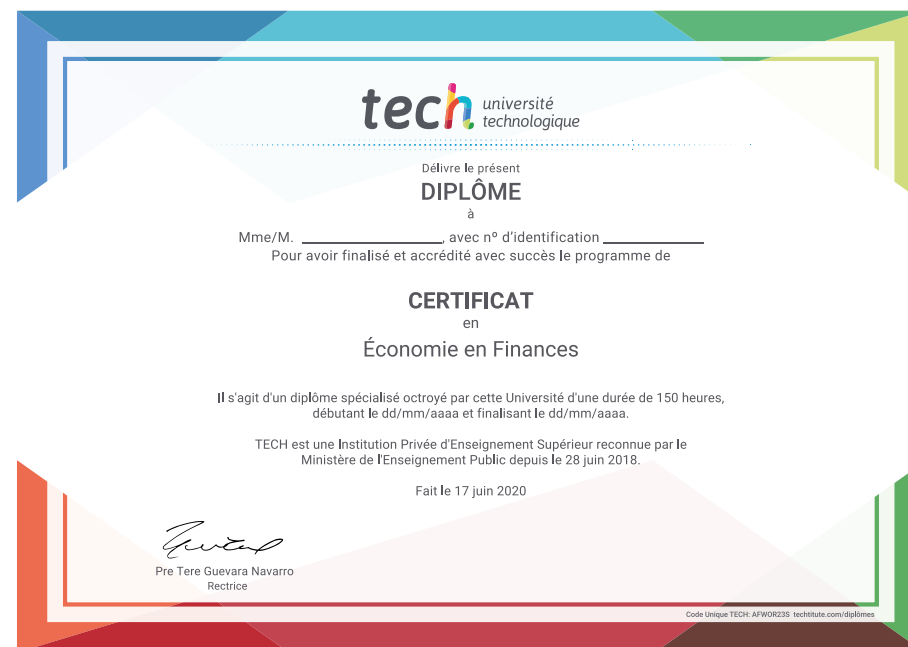 tech université
technologique
Délivre le présent
DIPLÔME
à
Mme/M. ____________________, avec nº d'identification ______________
Pour avoir finalisé et accrédité avec succès le programme de
CERTIFICAT
en
Économie en Finances
Il s'agit d'un diplôme spécialisé octroyé par cette Université d'une durée de 150 heures,
débutant le dd/mm/aaaa et finalisant le dd/mm/aaaa.
TECH est une Institution Privée d'Enseignement Supérieur reconnue par le
Ministère de l'Enseignement Public depuis le 28 juin 2018.
Fait le 17 juin 2020
Pre Tere Guevara Navarro
Rectrice
Code Unique TECH: AFWOR23S techtitute.com/diplômes